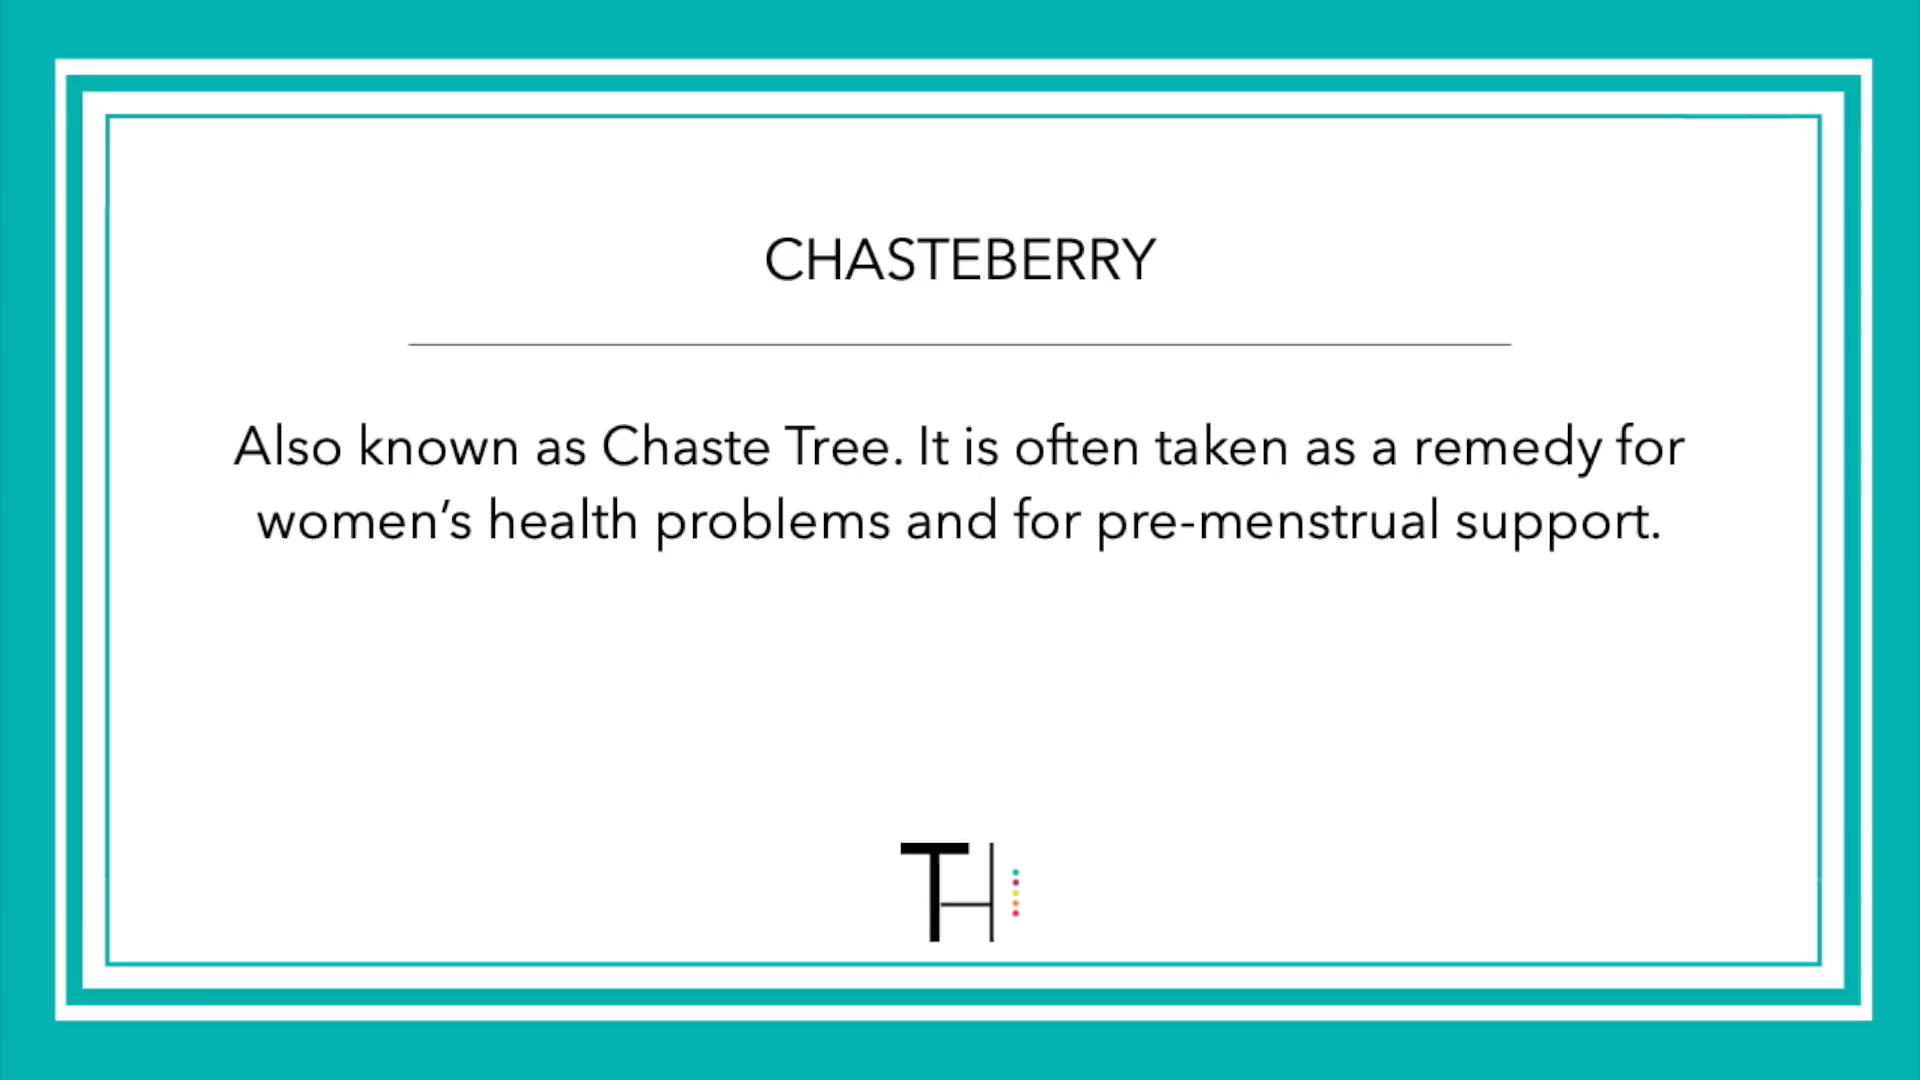 CHASTEBERRY
Also known as Chaste Tree. It is often taken as a remedy for
women’s health problems and for pre-menstrual support.
TH